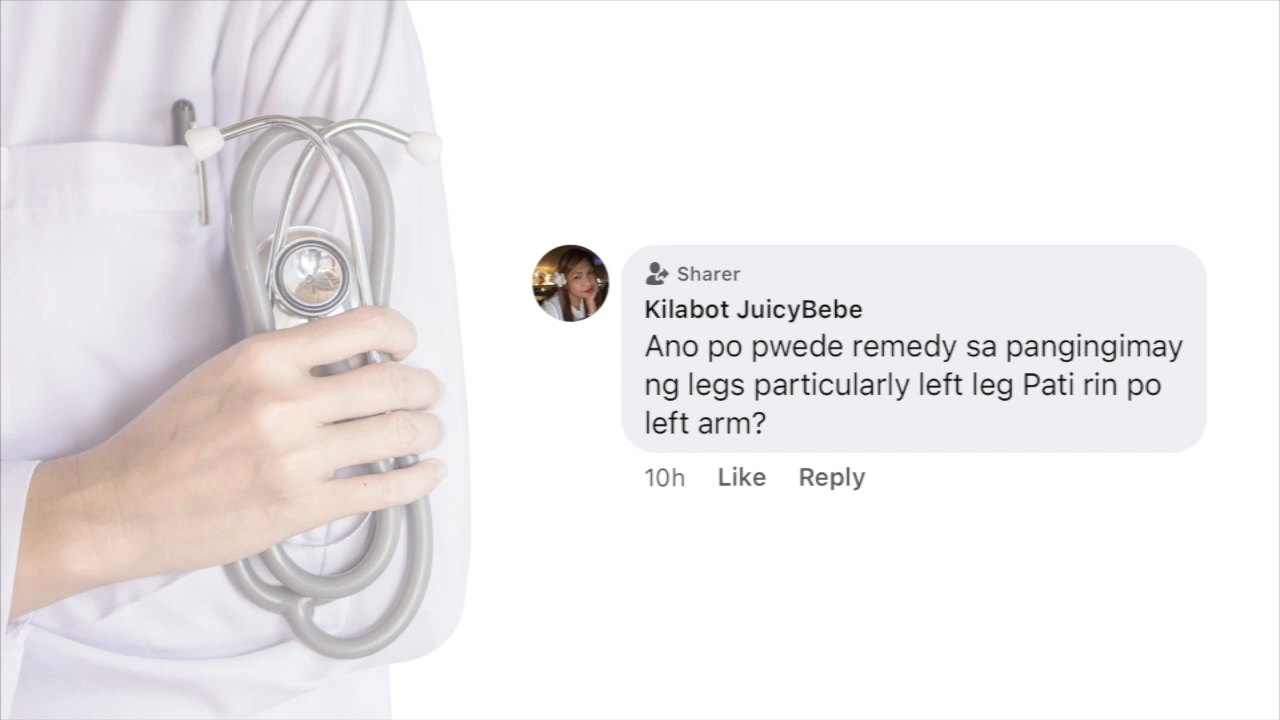 Sharer
Kilabot JuicyBebe
Ano po pwede remedy sa pangingimay
ng legs particularly left leg Pati rin po
left arm?
10h Like Reply